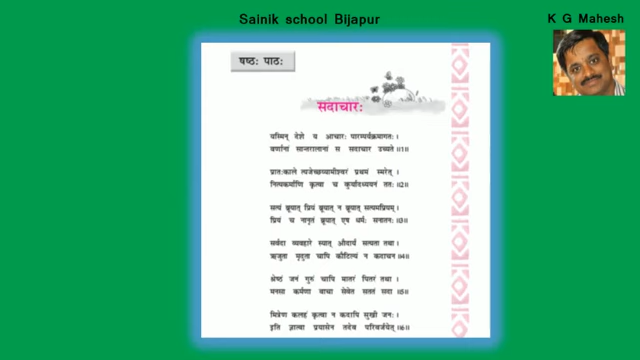 Sainik school Bijapur
K G Mahesh
षष्ठः पाठः
सदाचारः
यस्मिन् देशे य आचारः पारम्पर्यक्रमागतः ।
वर्णानां सान्तरालानां स सदाचार उच्यते ॥1॥
प्रातःकाले त्यजेच्छय्यामीश्वरं प्रथमं स्मरेत् ।
नित्यकर्माणि कृत्वा च कुर्यादध्ययनं ततः ॥2॥
सत्यं ब्रूयात् प्रियं ब्रूयात् न ब्रूयात् सत्यमप्रियम् ।
प्रियं च नानृतं ब्रूयात् एष धर्मः सनातनः ॥3॥
सर्वदा व्यवहारे स्यात् औदार्यं सत्यता तथा ।
ऋजुता मृदुता चापि कौटिल्यं न कदाचन ॥4॥
श्रेष्ठं जनं गुरुं चापि मातरं पितरं तथा ।
मनसा कर्मणा वाचा सेवेत सततं सदा ॥5॥
मित्रेण कलहं कृत्वा न कदापि सुखी जनः ।
इति ज्ञात्वा प्रयासेन तदेव परिवर्जयेत् ॥6॥